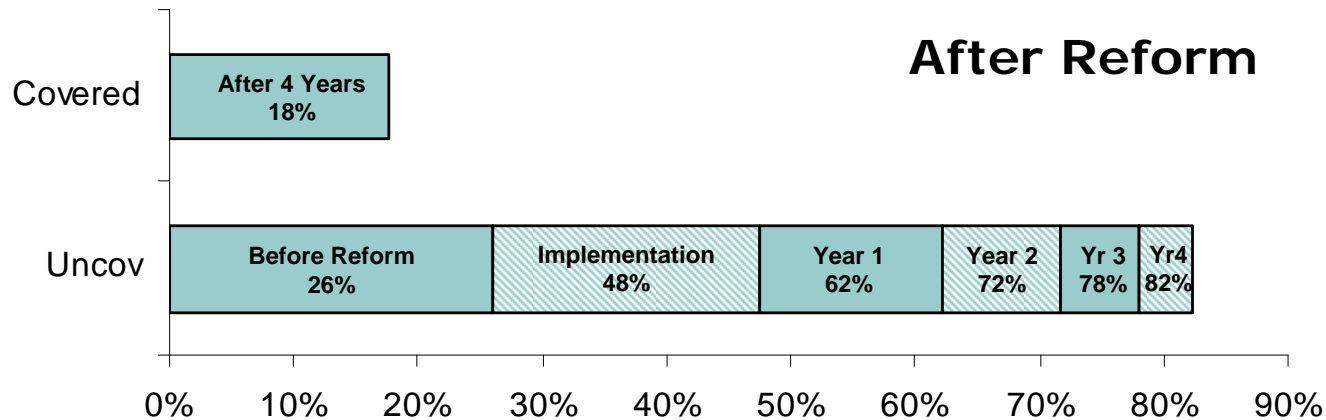 After Reform
Covered
After 4 Years
18%
Uncov
Before Reform
26%
Implementation
48%
Year 1
62%
Year 2
72%
Yr 3
78%
Yr4
82%
0% 10% 20% 30% 40% 50% 60% 70% 80% 90%